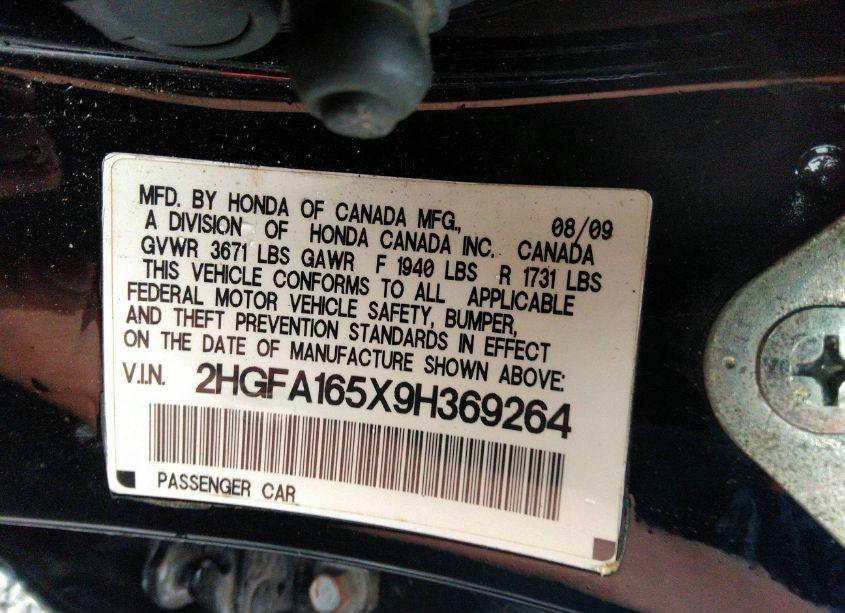 MFD. BY HONDA OF CANADA MFG., 08/09
A DIVISION OF HONDA CANADA INC. CANADA
GVWR 3671 LBS GAWR F 1940 LBS R 1731 LBS
THIS VEHICLE CONFORMS TO ALL APPLICABLE
FEDERAL MOTOR VEHICLE SAFETY, BUMPER,
AND THEFT PREVENTION STANDARDS IN EFFECT
ON THE DATE OF MANUFACTURE SHOWN ABOVE:
V.I.N. 2HGFA165X9H369264
PASSENGER CAR